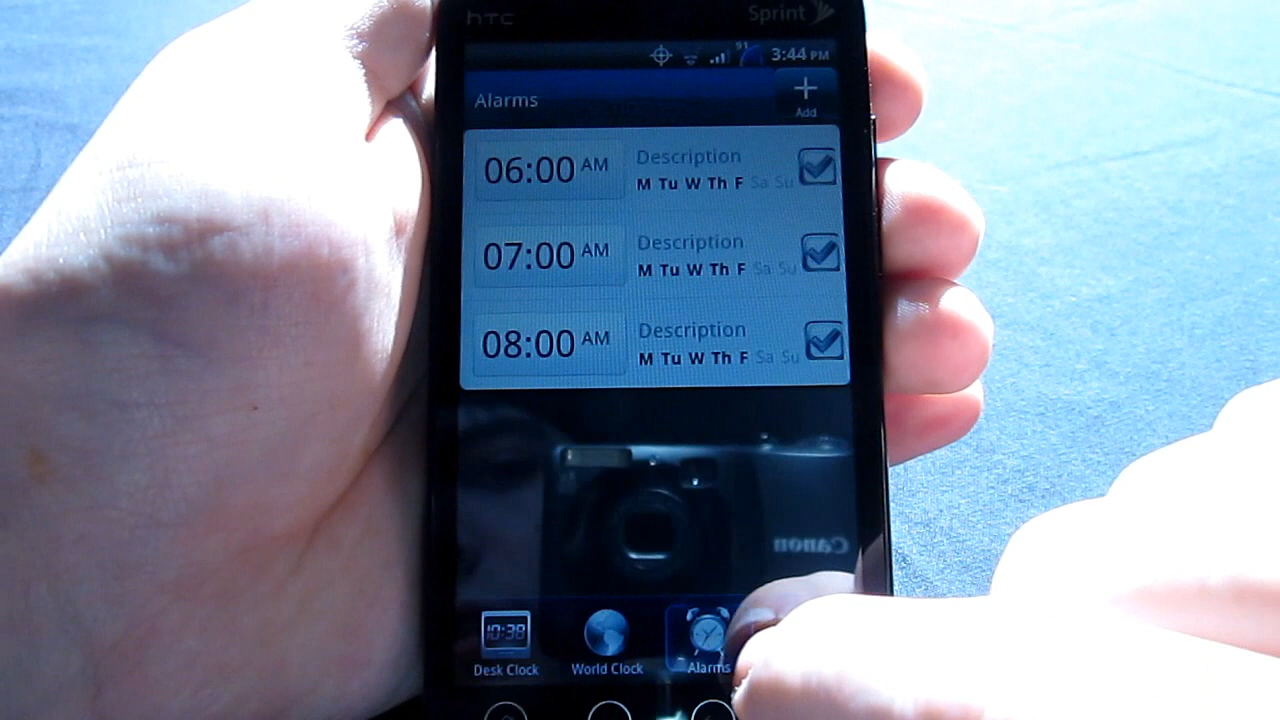 hTC Sprint
91 3:44 PM
Alarms
Add
06:00 AM Description
M Tu W Th F Sa Su
07:00 AM Description
M Tu W Th F Sa Su
08:00 AM Description
M Tu W Th F Sa Su
Canon
10:38
Desk Clock World Clock Alarms